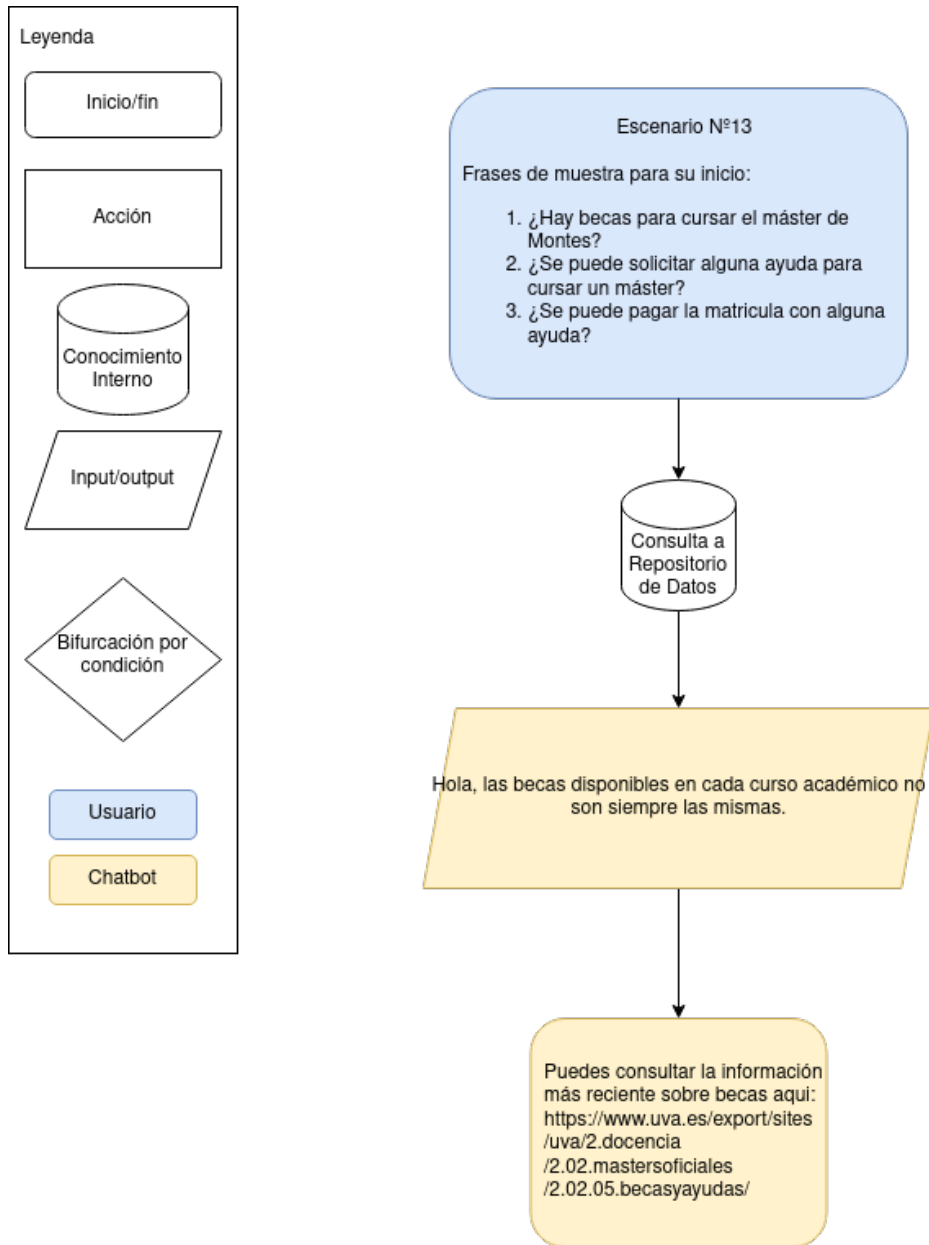 Leyenda
Inicio/fin
Acción
Conocimiento
Interno
Input/output
Bifurcación por
condición
Usuario
Chatbot
Escenario Nº13
Frases de muestra para su inicio:
1. ¿Hay becas para cursar el máster de
Montes?
2. ¿Se puede solicitar alguna ayuda para
cursar un máster?
3. ¿Se puede pagar la matricula con alguna
ayuda?
Consulta a
Repositorio
de Datos
Hola, las becas disponibles en cada curso académico no
son siempre las mismas.
Puedes consultar la información
más reciente sobre becas aqui:
https://www.uva.es/export/sites
/uva/2.docencia
/2.02.mastersoficiales
/2.02.05.becasyayudas/